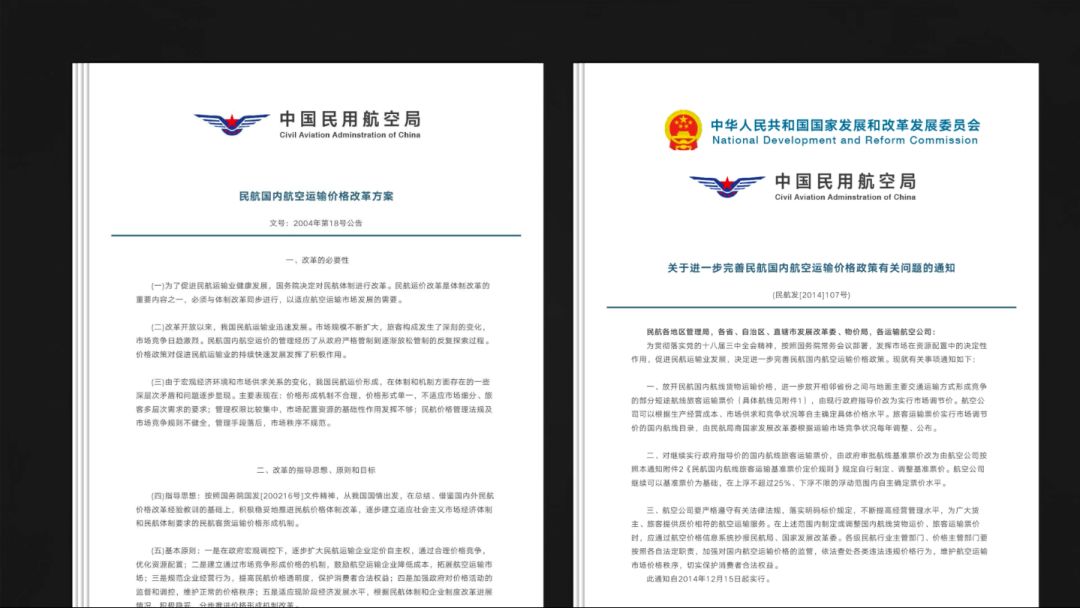 中国民用航空局
Civil Aviation Adminstration of China
民航国内航空运输价格改革方案
文号：2004年第18号公告
一、改革的必要性
(一)为了促进民航运输业健康发展，国务院决定对民航体制进行改革。民航运价改革是体制改革的
重要内容之一，必须与体制改革同步进行，以适应航空运输市场发展的需要。
(二)改革开放以来，我国民航运输业迅速发展。市场规模不断扩大，旅客构成发生了深刻的变化，
市场竞争日趋激烈。民航国内航空运价的管理经历了从政府严格管制到逐渐放松管制的反复探索过程。
价格政策对促进民航运输业的持续快速发展发挥了积极作用。
(三)由于宏观经济环境和市场供求关系的变化，我国民航运价形成，在体制和机制方面存在的一些
深层次矛盾和问题逐步显现。主要表现在：价格形成机制不合理，价格形式单一，不适应市场细分、旅
客多层次需求的要求；管理权限比较集中，市场配置资源的基础性作用发挥不够；民航价格管理法规及
市场竞争规则不健全，管理手段落后，市场秩序不规范。
二、改革的指导思想、原则和目标
(四)指导思想：按照国务院国发[200216号]文件精神，从我国国情出发，在总结、借鉴国内外民航
价格改革经验教训的基础上，积极稳妥地推进民航价格体制改革，逐步建立适应社会主义市场经济体制
和民航体制要求的民航客货运输价格形成机制。
(五)基本原则：一是在政府宏观调控下，逐步扩大民航运输企业定价自主权，通过合理价格竞争，
优化资源配置；二是建立通过市场竞争形成价格的机制，鼓励航空运输企业降低成本，拓展航空运输市
场；三是规范企业经营行为，提高民航价格透明度，保护消费者合法权益；四是加强政府对价格活动的
监督和调控，维护正常的价格秩序；五是适应现阶段经济发展水平，根据民航体制和企业制度改革进展
情况，积极稳妥、分步推进价格形成机制改革。
中华人民共和国国家发展和改革发展委员会
National Development and Reform Commission
中国民用航空局
Civil Aviation Adminstration of China
关于进一步完善民航国内航空运输价格政策有关问题的通知
(民航发[2014]107号)
民航各地区管理局，各省、自治区、直辖市发展改革委、物价局，各运输航空公司：
为贯彻落实党的十八届三中全会精神，按照国务院常务会议部署，发挥市场在资源配置中的决定性
作用，促进民航运输业发展，决定进一步完善民航国内航空运输价格政策。现就有关事项通知如下：
一、放开民航国内航线货物运输价格，进一步放开相邻省份之间与地面主要交通运输方式形成竞争
的部分短途航线旅客运输票价（具体航线见附件1），由现行政府指导价改为实行市场调节价。航空公
司可以根据生产经营成本、市场供求和竞争状况等自主确定具体价格水平。旅客运输票价实行市场调节
价的国内航线目录，由民航局商国家发展改革委根据运输市场竞争状况每年调整、公布。
二、对继续实行政府指导价的国内航线旅客运输票价，由政府审批航线基准票价改为由航空公司按
照本通知附件2《民航国内航线旅客运输基准票价定价规则》规定自行制定、调整基准票价。航空公司
继续可以基准票价为基础，在上浮不超过25%、下浮不限的浮动范围内自主确定票价水平。
三、航空公司要严格遵守有关法律法规，落实明码标价规定，不断提高经营管理水平，为广大货
主、旅客提供质价相符的航空运输服务。在上述范围内制定或调整国内航线货物运价、旅客运输票价
时，应通过航空价格信息系统抄报民航局、国家发展改革委。各级民航行业主管部门、价格主管部门要
按照各自法定职责，加强对国内航空运输价格的监管，依法查处各类违法违规价格行为，维护航空运输
市场价格秩序，切实保护消费者合法权益。
此通知自2014年12月15日起实行。